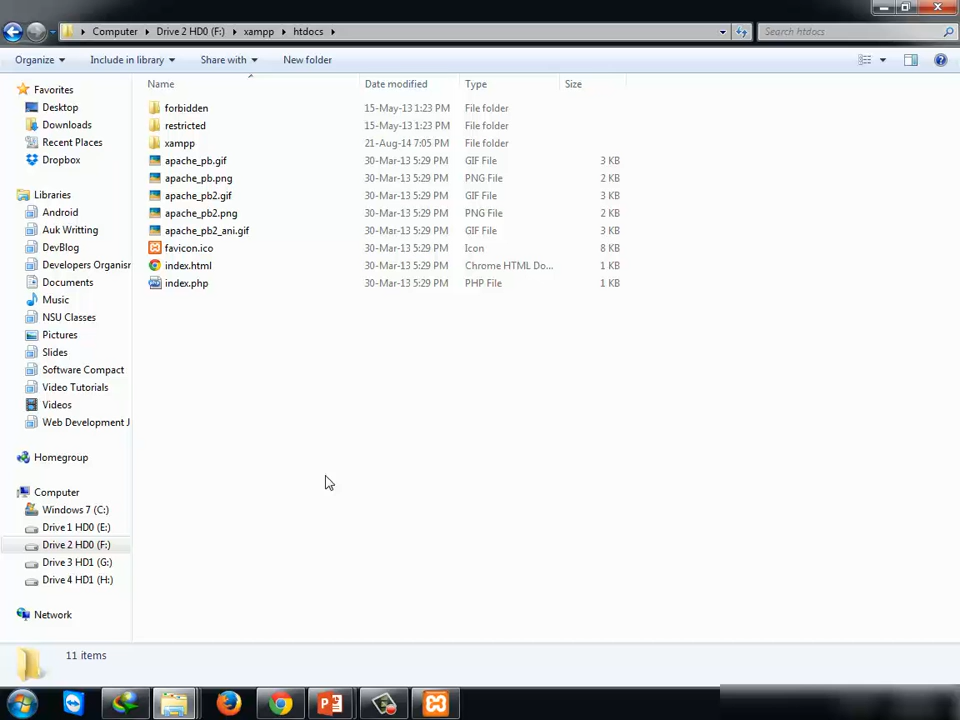 Computer ▸ Drive 2 HD0 (F:) ▸ xampp ▸ htdocs ▸
Search htdocs
Organize Include in library Share with New folder
Name Date modified Type Size
forbidden 15-May-13 1:23 PM File folder
restricted 15-May-13 1:23 PM File folder
xampp 21-Aug-14 7:05 PM File folder
apache_pb.gif 30-Mar-13 5:29 PM GIF File 3 KB
apache_pb.png 30-Mar-13 5:29 PM PNG File 2 KB
apache_pb2.gif 30-Mar-13 5:29 PM GIF File 3 KB
apache_pb2.png 30-Mar-13 5:29 PM PNG File 2 KB
apache_pb2_ani.gif 30-Mar-13 5:29 PM GIF File 3 KB
favicon.ico 30-Mar-13 5:29 PM Icon 8 KB
index.html 30-Mar-13 5:29 PM Chrome HTML Do... 1 KB
index.php 30-Mar-13 5:29 PM PHP File 1 KB
Favorites
Desktop
Downloads
Recent Places
Dropbox
Libraries
Android
Auk Writting
DevBlog
Developers Organisr
Documents
Music
NSU Classes
Pictures
Slides
Software Compact
Video Tutorials
Videos
Web Development J
Homegroup
Computer
Windows 7 (C:)
Drive 1 HD0 (E:)
Drive 2 HD0 (F:)
Drive 3 HD1 (G:)
Drive 4 HD1 (H:)
Network
11 items